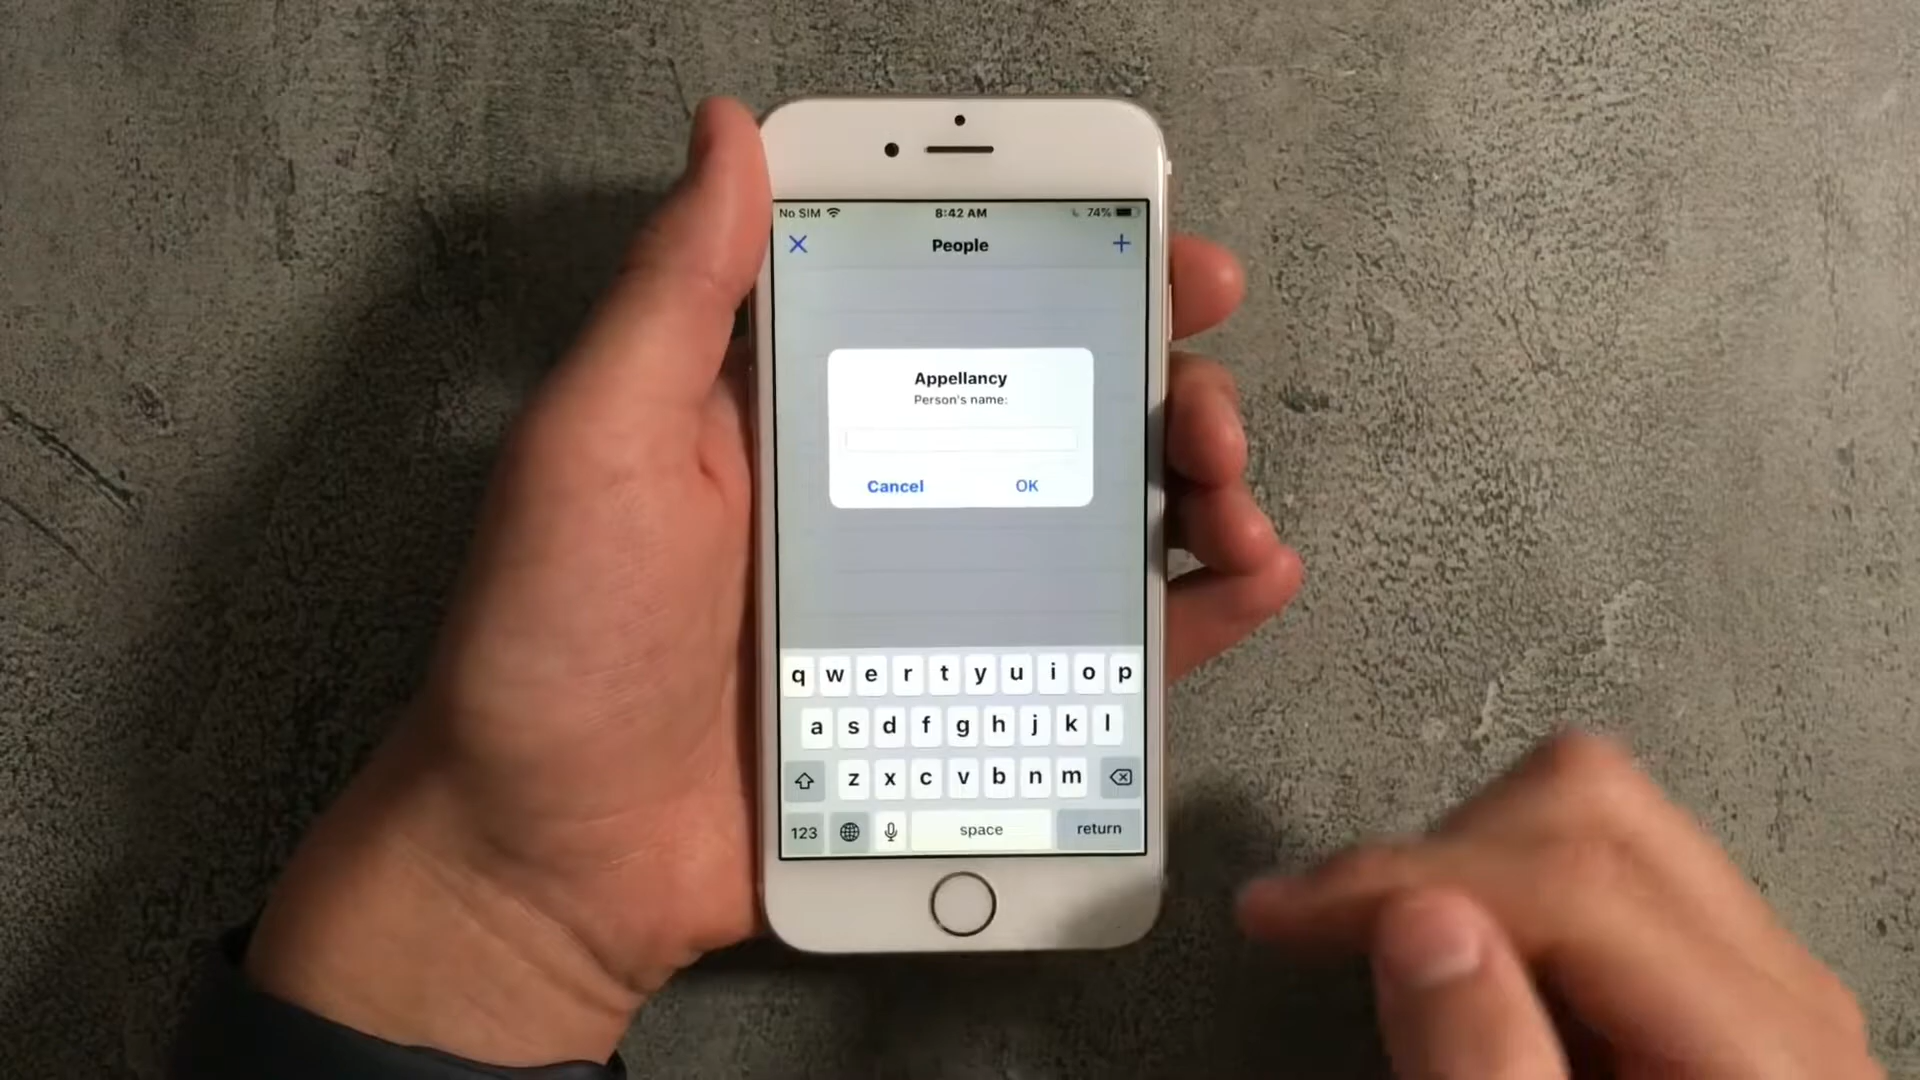 No SIM 8:42 AM 74%
People
Appellancy
Person's name:
Cancel OK
q w e r t y u i o p
a s d f g h j k l
z x c v b n m
123 space return